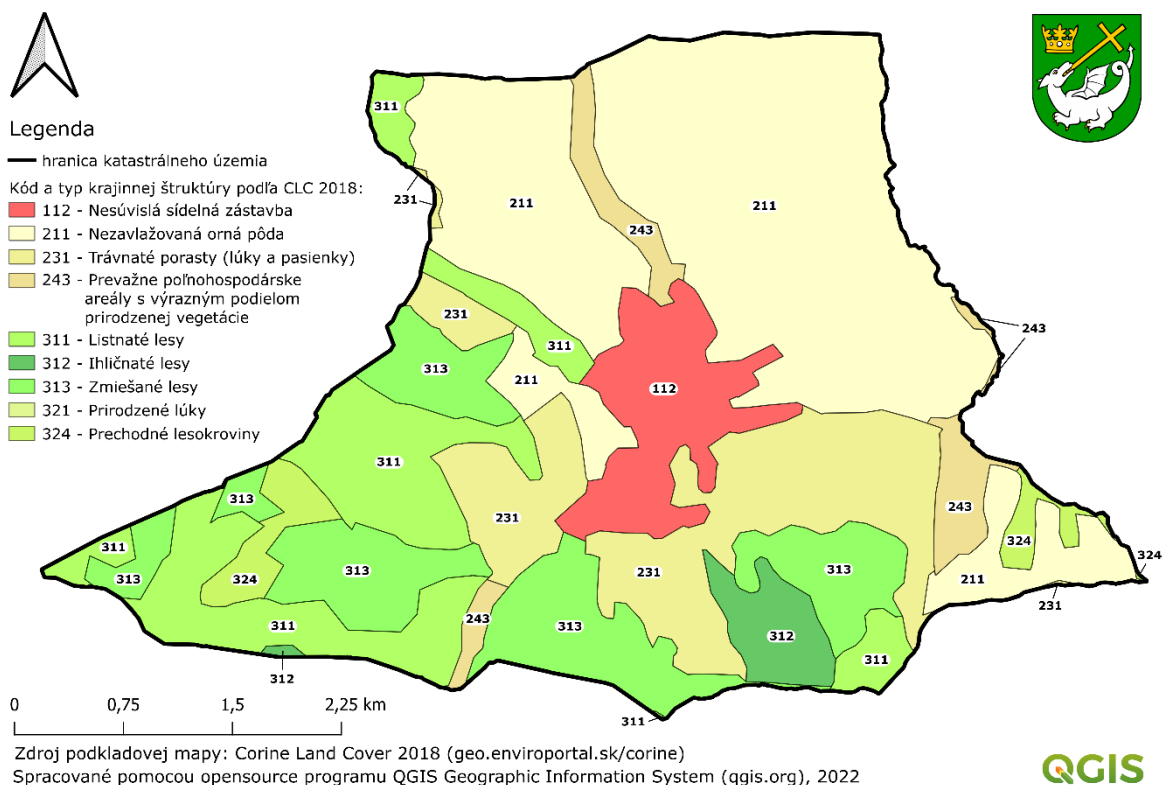 Legenda
hranica katastrálneho územia
Kód a typ krajinnej štruktúry podľa CLC 2018:
112 - Nesúvislá sídelná zástavba
211 - Nezavlažovaná orná pôda
231 - Trávnaté porasty (lúky a pasienky)
243 - Prevažne poľnohospodárske
areály s výrazným podielom
prirodzenej vegetácie
311 - Listnaté lesy
312 - Ihličnaté lesy
313 - Zmiešané lesy
321 - Prirodzené lúky
324 - Prechodné lesokroviny
311
231
211
243
211
231
311
313
211
112
243
311
313
231
243
324
324
211
231
311
313
324
313
311
312
243
313
231
312
313
311
311
0 0,75 1,5 2,25 km
Zdroj podkladovej mapy: Corine Land Cover 2018 (geo.enviroportal.sk/corine)
Spracované pomocou opensource programu QGIS Geographic Information System (qgis.org), 2022
QGIS